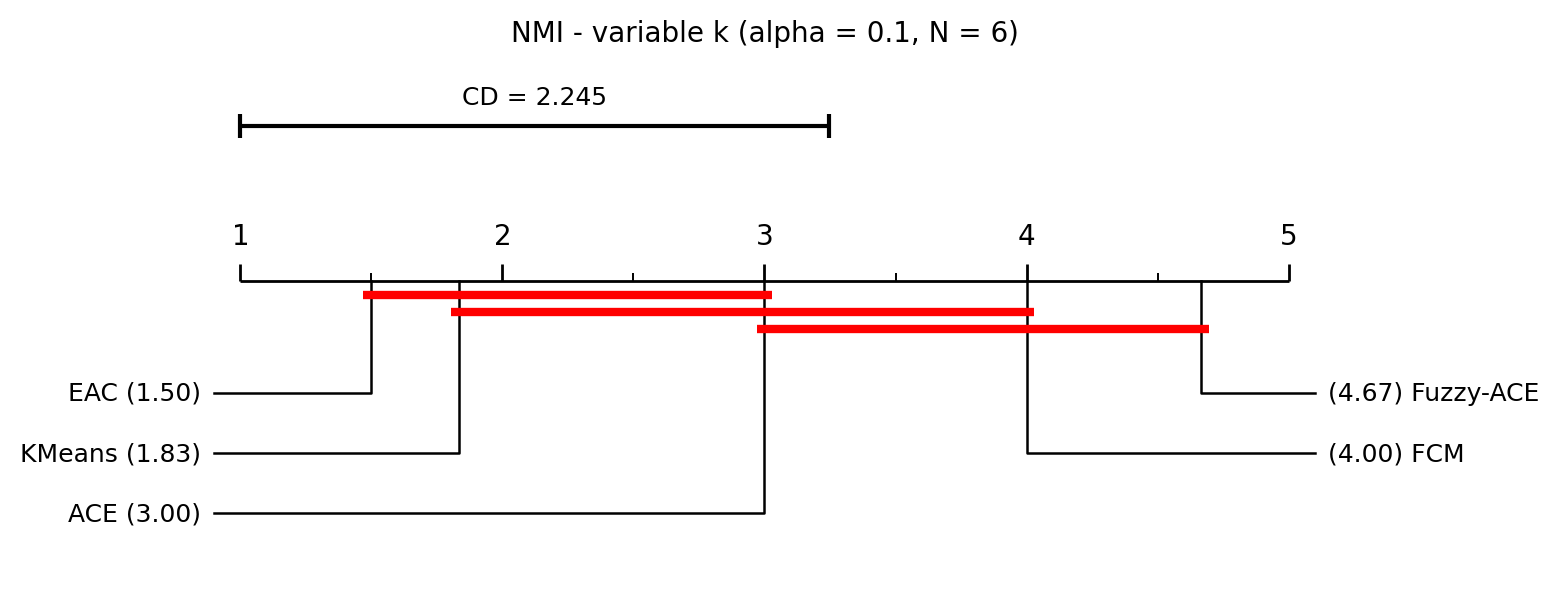 NMI - variable k (alpha = 0.1, N = 6)
CD = 2.245
1 2 3 4 5
EAC (1.50) (4.67) Fuzzy-ACE
KMeans (1.83) (4.00) FCM
ACE (3.00)